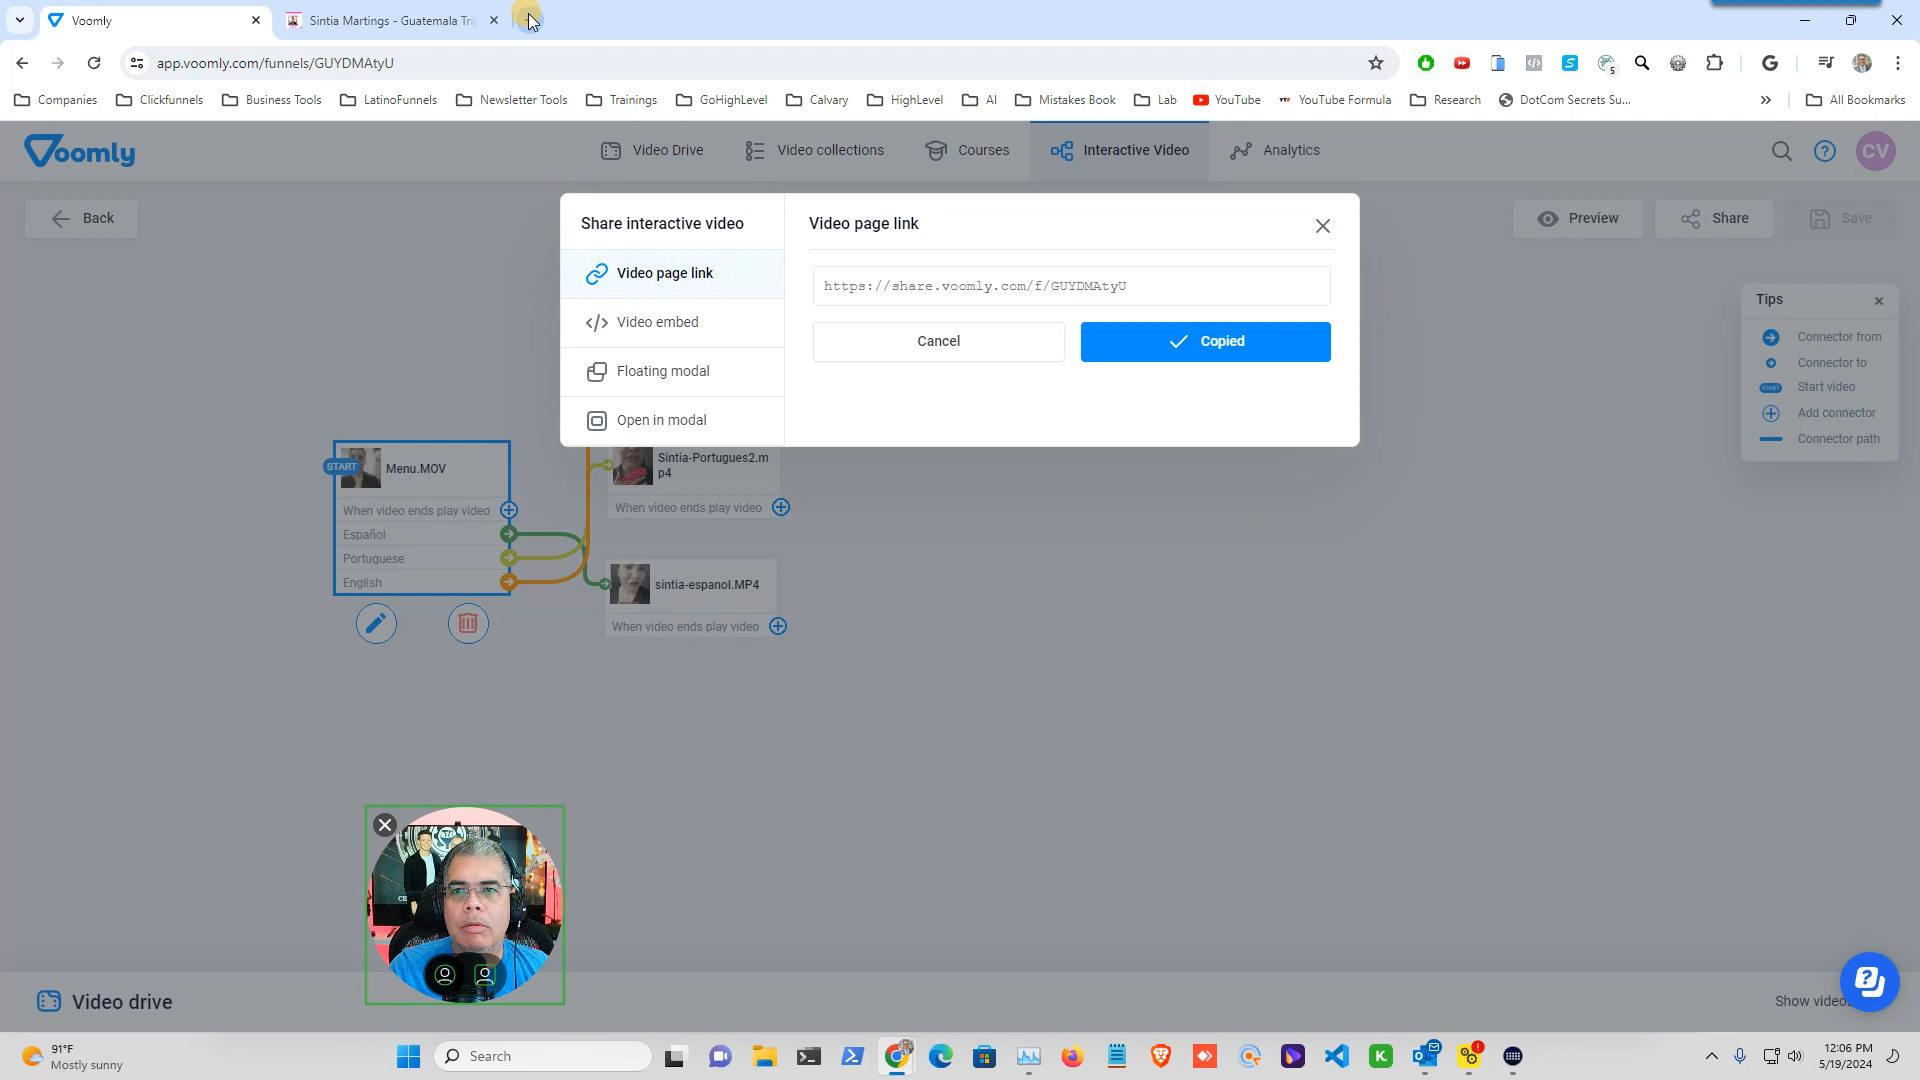 Voomly
Sintia Martings - Guatemala Tri
app.voomly.com/funnels/GUYDMAtyU
5
Companies
Clickfunnels
Business Tools
LatinoFunnels
Newsletter Tools
Trainings
GoHighLevel
Calvary
HighLevel
AI
Mistakes Book
Lab
YouTube
YouTube Formula
Research
DotCom Secrets Su...
All Bookmarks
Voomly
Video Drive
Video collections
Courses
Interactive Video
Analytics
CV
Back
Preview
Share
Save
Share interactive video
Video page link
Video embed
Floating modal
Open in modal
Video page link
https://share.voomly.com/f/GUYDMAtyU
Cancel
Copied
Tips
Connector from
Connector to
START
Start video
Add connector
Connector path
START
Menu.MOV
When video ends play video
Español
Portuguese
English
Sintia-Portugues2.m
p4
When video ends play video
sintia-espanol.MP4
When video ends play video
Video drive
Show videos
91°F
Mostly sunny
Search
12:06 PM
5/19/2024